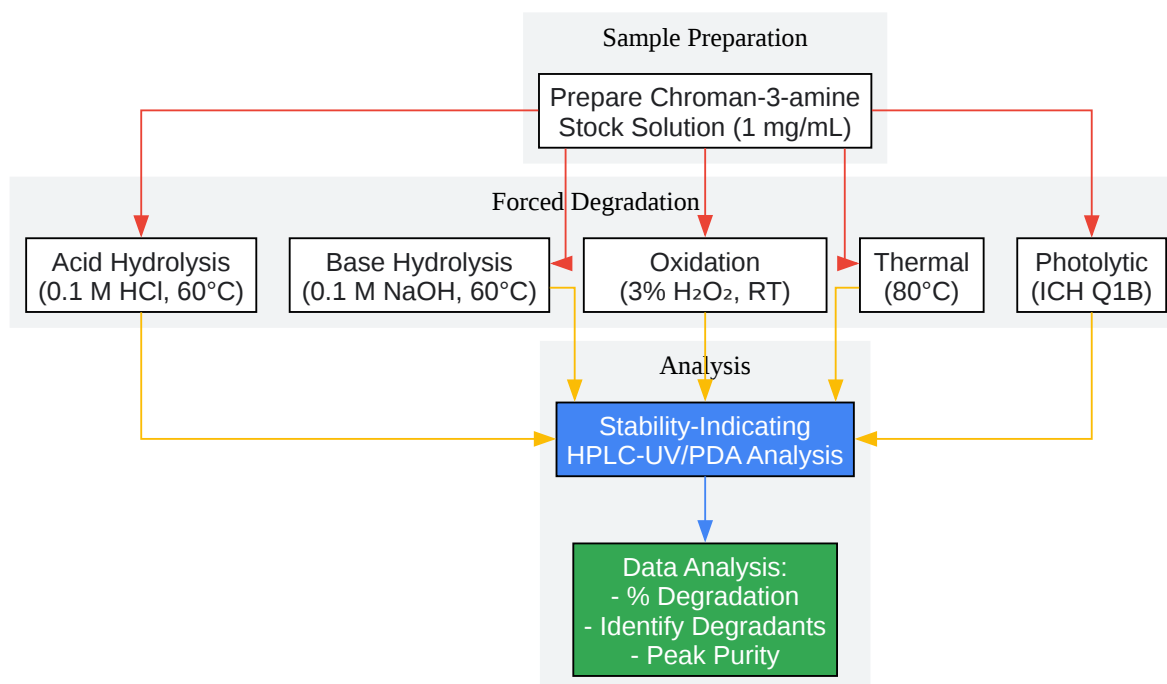 Sample Preparation
Prepare Chroman-3-amine
Stock Solution (1 mg/mL)
Forced Degradation
Acid Hydrolysis
(0.1 M HCl, 60°C)
Base Hydrolysis
(0.1 M NaOH, 60°C)
Oxidation
(3% H₂O₂, RT)
Thermal
(80°C)
Photolytic
(ICH Q1B)
Analysis
Stability-Indicating
HPLC-UV/PDA Analysis
Data Analysis:
- % Degradation
- Identify Degradants
- Peak Purity